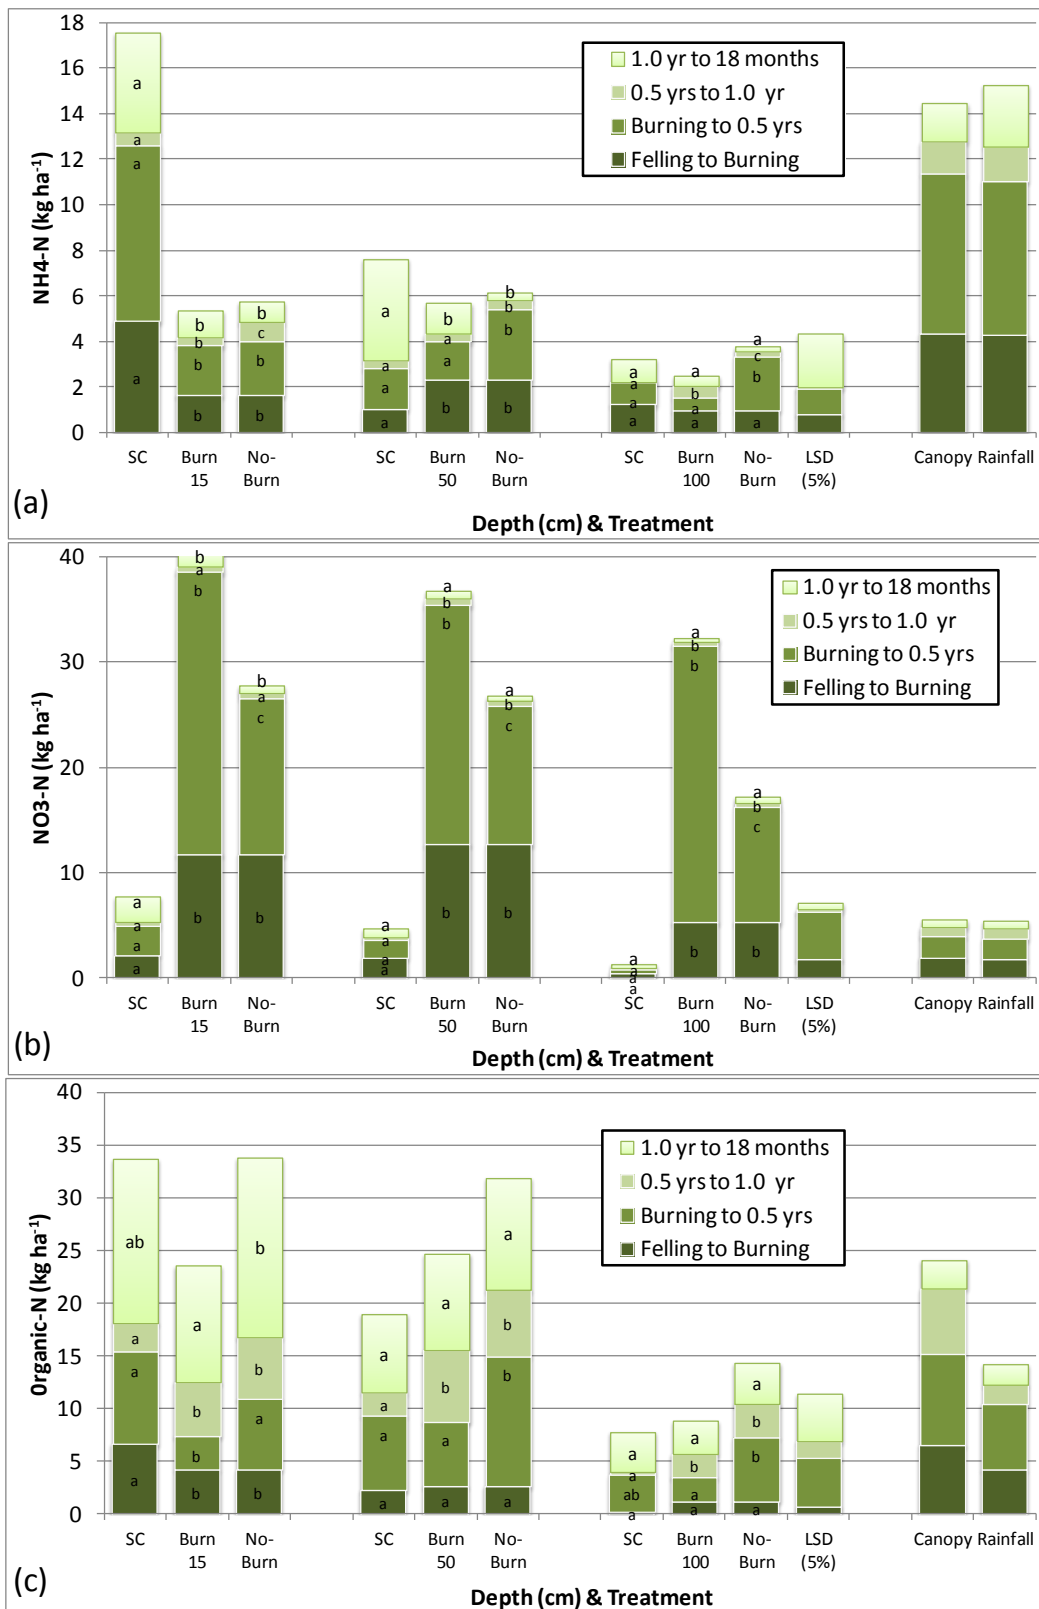 18
16
14
12
10
8
6
4
2
0
NH4-N (kg ha-1)
1.0 yr to 18 months
0.5 yrs to 1.0 yr
Burning to 0.5 yrs
Felling to Burning
a
a
a
a
b
b
b
b
b
c
b
b
a
a
a
a
b
a
a
b
b
b
b
b
a
a
a
a
a
b
a
a
a
c
b
a
SC Burn No- SC Burn No- SC Burn No- LSD Canopy Rainfall
15 Burn 50 Burn 100 Burn (5%)
(a)
Depth (cm) & Treatment
40
30
20
10
0
NO3-N (kg ha-1)
1.0 yr to 18 months
0.5 yrs to 1.0 yr
Burning to 0.5 yrs
Felling to Burning
a
a
a
a
b
a
b
b
b
a
c
b
a
a
a
a
a
b
b
b
a
b
c
b
a
a
a
a
a
b
b
b
a
b
c
b
SC Burn No- SC Burn No- SC Burn No- LSD Canopy Rainfall
15 Burn 50 Burn 100 Burn (5%)
(b)
Depth (cm) & Treatment
40
35
30
25
20
15
10
5
0
0rganic-N (kg ha-1)
1.0 yr to 18 months
0.5 yrs to 1.0 yr
Burning to 0.5 yrs
Felling to Burning
ab
a
a
a
a
b
b
b
b
b
a
b
a
a
a
a
a
b
a
a
a
b
b
a
a
a
ab
a
a
b
a
a
a
b
b
a
SC Burn No- SC Burn No- SC Burn No- LSD Canopy Rainfall
15 Burn 50 Burn 100 Burn (5%)
(c)
Depth (cm) & Treatment